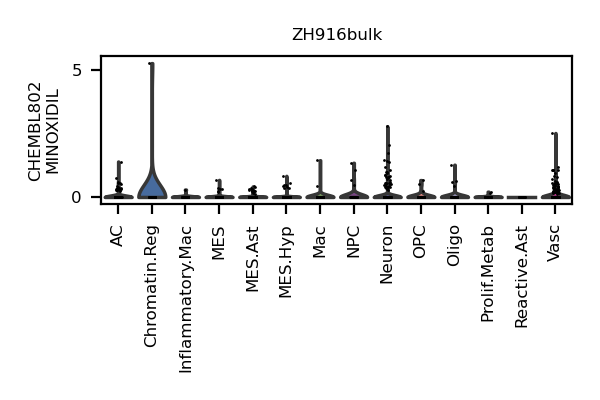 ZH916bulk
CHEMBL802
MINOXIDIL
5
0
AC
Chromatin.Reg
Inflammatory.Mac
MES
MES.Ast
MES.Hyp
Mac
NPC
Neuron
OPC
Oligo
Prolif.Metab
Reactive.Ast
Vasc